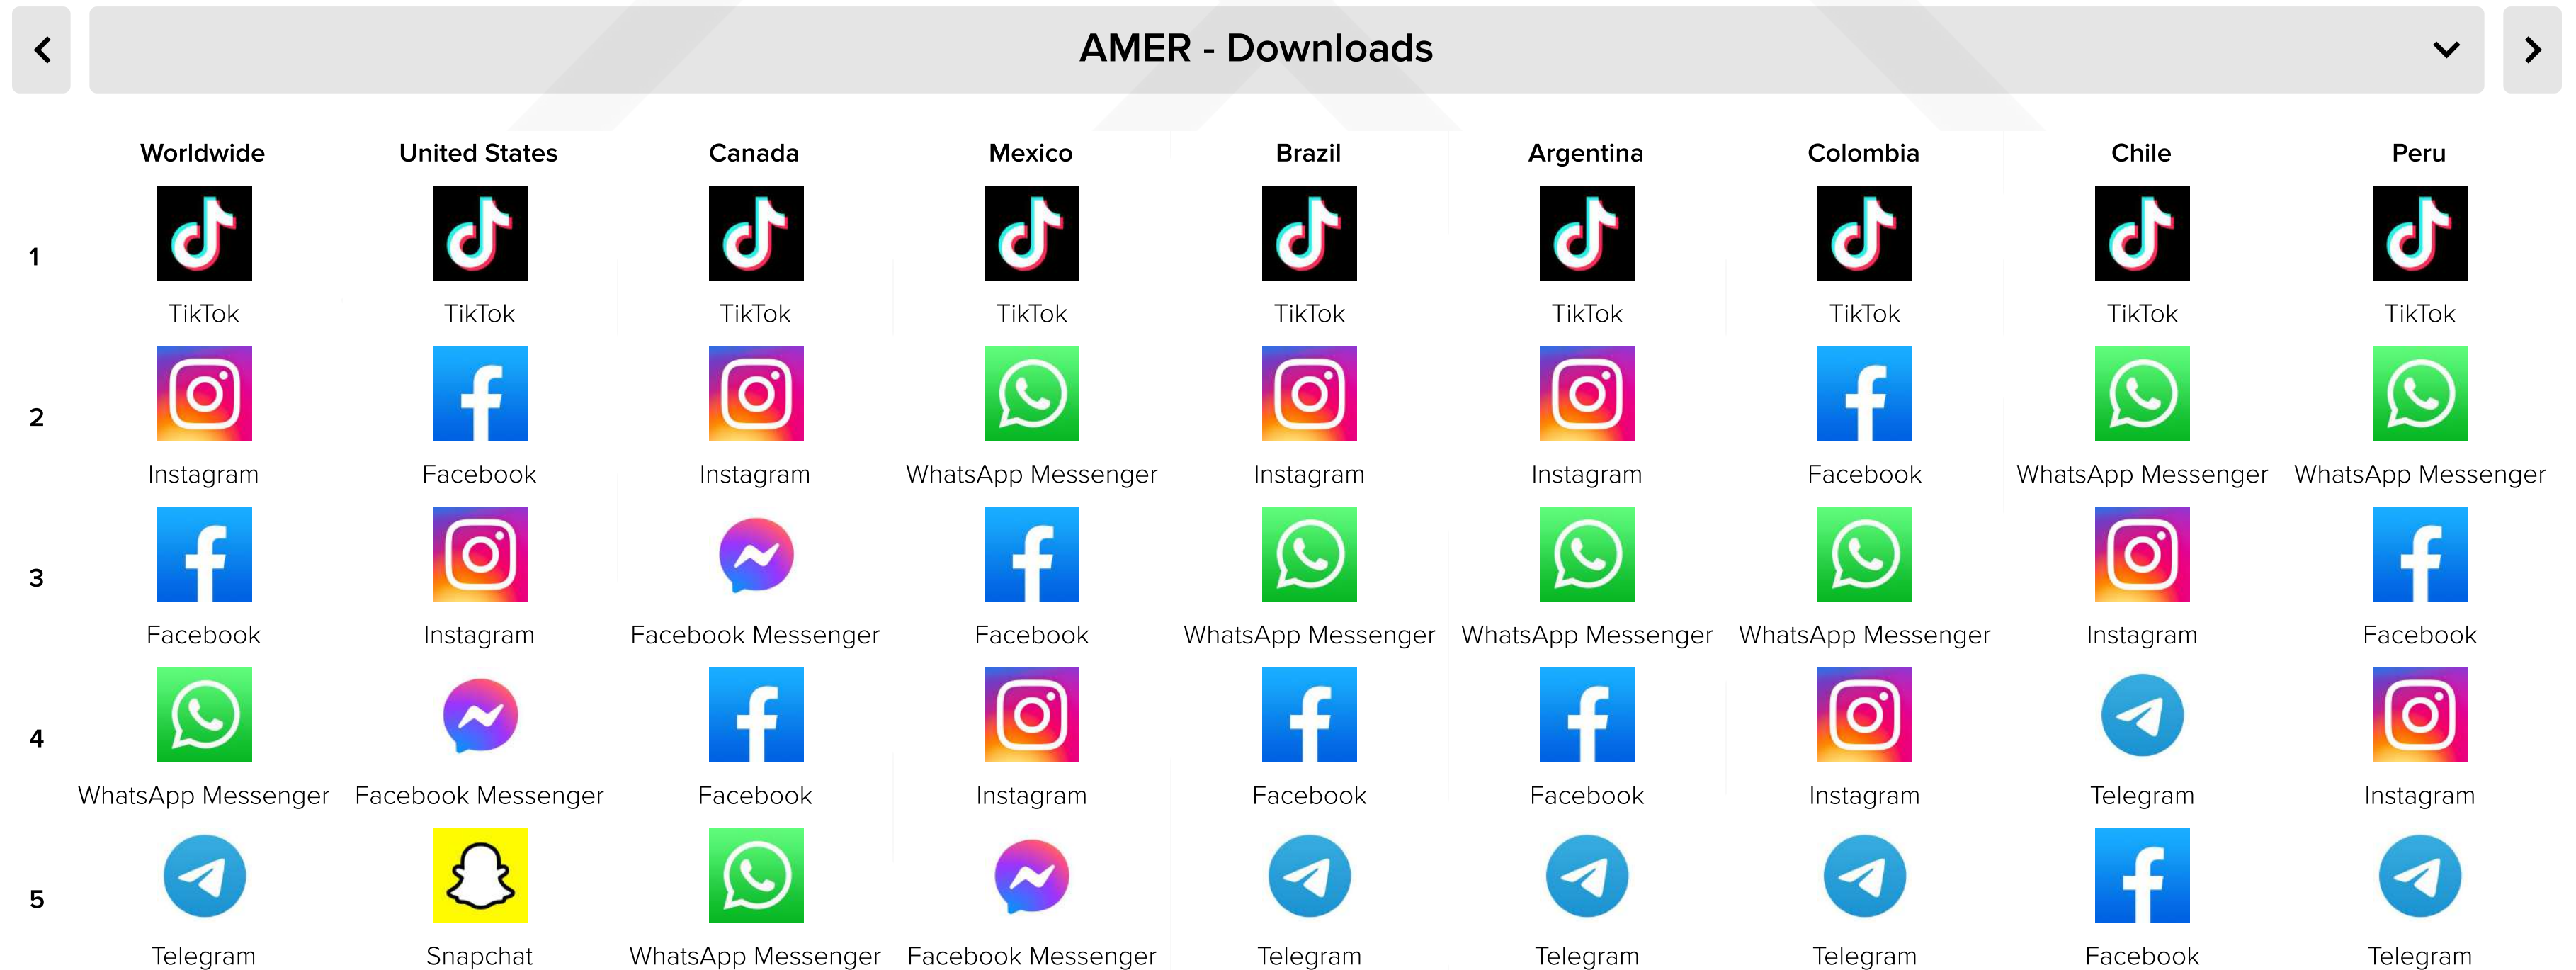 AMER - Downloads
Worldwide United States Canada Mexico Brazil Argentina Colombia Chile Peru
1
TikTok TikTok TikTok TikTok TikTok TikTok TikTok TikTok TikTok
2
Instagram Facebook Instagram WhatsApp Messenger Instagram Instagram Facebook WhatsApp Messenger WhatsApp Messenger
3
Facebook Instagram Facebook Messenger Facebook WhatsApp Messenger WhatsApp Messenger WhatsApp Messenger Instagram Facebook
4
WhatsApp Messenger Facebook Messenger Facebook Instagram Facebook Facebook Instagram Telegram Instagram
5
Telegram Snapchat WhatsApp Messenger Facebook Messenger Telegram Telegram Telegram Facebook Telegram